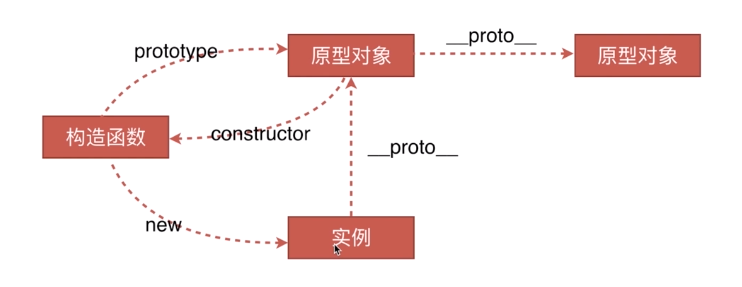 prototype
原型对象
__proto__
原型对象
构造函数
constructor
__proto__
new
实例